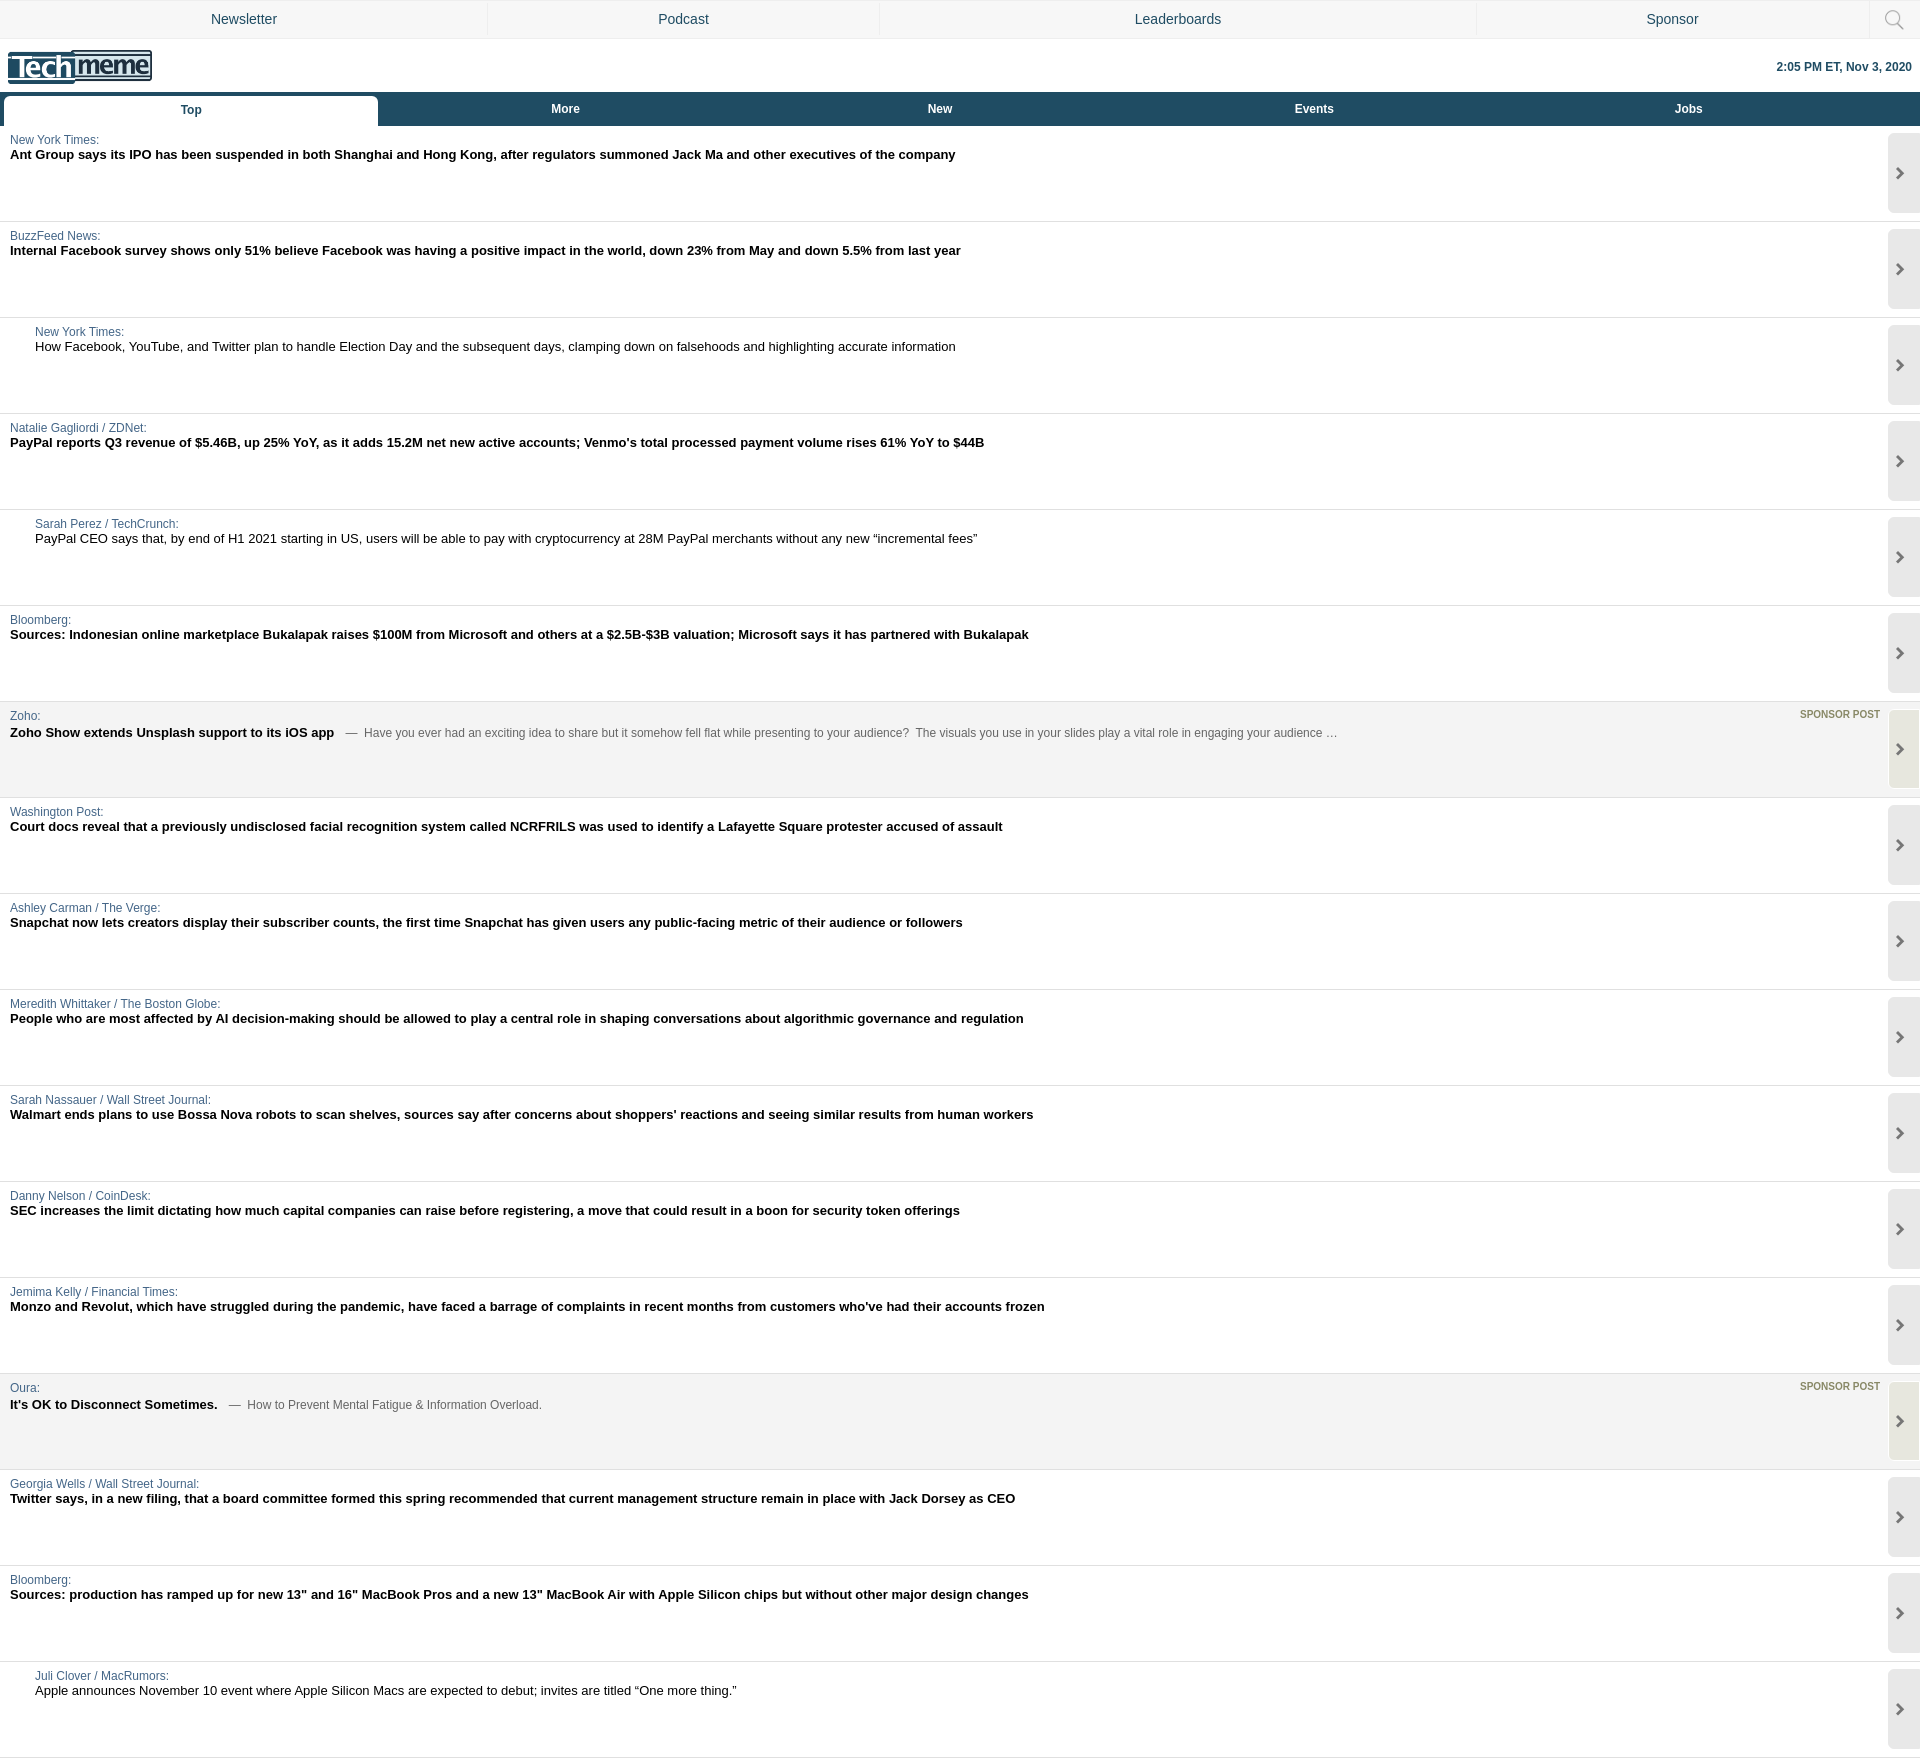 Newsletter
Podcast
Leaderboards
Sponsor
Techmeme
2:05 PM ET, Nov 3, 2020
Top
More
New
Events
Jobs
New York Times:
Ant Group says its IPO has been suspended in both Shanghai and Hong Kong, after regulators summoned Jack Ma and other executives of the company
BuzzFeed News:
Internal Facebook survey shows only 51% believe Facebook was having a positive impact in the world, down 23% from May and down 5.5% from last year
New York Times:
How Facebook, YouTube, and Twitter plan to handle Election Day and the subsequent days, clamping down on falsehoods and highlighting accurate information
Natalie Gagliordi / ZDNet:
PayPal reports Q3 revenue of $5.46B, up 25% YoY, as it adds 15.2M net new active accounts; Venmo's total processed payment volume rises 61% YoY to $44B
Sarah Perez / TechCrunch:
PayPal CEO says that, by end of H1 2021 starting in US, users will be able to pay with cryptocurrency at 28M PayPal merchants without any new “incremental fees”
Bloomberg:
Sources: Indonesian online marketplace Bukalapak raises $100M from Microsoft and others at a $2.5B-$3B valuation; Microsoft says it has partnered with Bukalapak
Zoho:
SPONSOR POST
Zoho Show extends Unsplash support to its iOS app — Have you ever had an exciting idea to share but it somehow fell flat while presenting to your audience? The visuals you use in your slides play a vital role in engaging your audience …
Washington Post:
Court docs reveal that a previously undisclosed facial recognition system called NCRFRILS was used to identify a Lafayette Square protester accused of assault
Ashley Carman / The Verge:
Snapchat now lets creators display their subscriber counts, the first time Snapchat has given users any public-facing metric of their audience or followers
Meredith Whittaker / The Boston Globe:
People who are most affected by AI decision-making should be allowed to play a central role in shaping conversations about algorithmic governance and regulation
Sarah Nassauer / Wall Street Journal:
Walmart ends plans to use Bossa Nova robots to scan shelves, sources say after concerns about shoppers' reactions and seeing similar results from human workers
Danny Nelson / CoinDesk:
SEC increases the limit dictating how much capital companies can raise before registering, a move that could result in a boon for security token offerings
Jemima Kelly / Financial Times:
Monzo and Revolut, which have struggled during the pandemic, have faced a barrage of complaints in recent months from customers who've had their accounts frozen
Oura:
SPONSOR POST
It's OK to Disconnect Sometimes. — How to Prevent Mental Fatigue & Information Overload.
Georgia Wells / Wall Street Journal:
Twitter says, in a new filing, that a board committee formed this spring recommended that current management structure remain in place with Jack Dorsey as CEO
Bloomberg:
Sources: production has ramped up for new 13" and 16" MacBook Pros and a new 13" MacBook Air with Apple Silicon chips but without other major design changes
Juli Clover / MacRumors:
Apple announces November 10 event where Apple Silicon Macs are expected to debut; invites are titled “One more thing.”